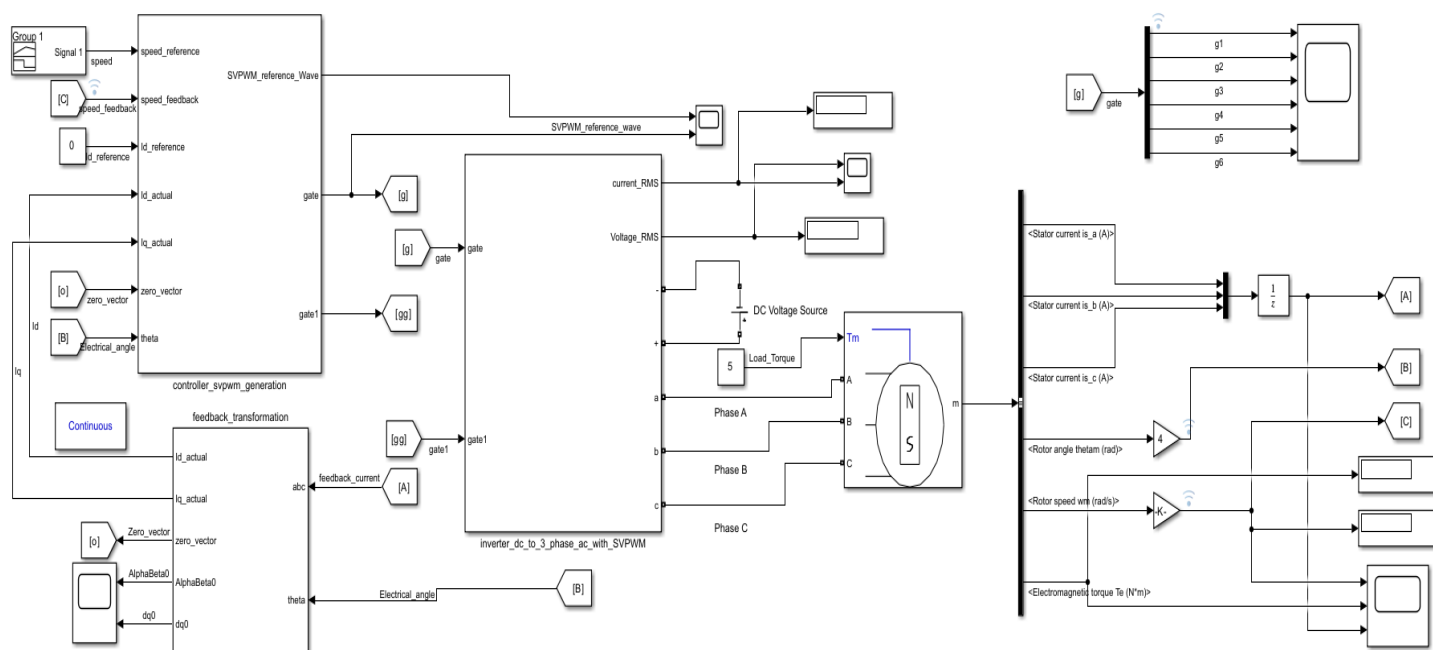 Group 1
Signal 1
speed
[C]
speed_feedback
0
Id_reference
Id
Iq
[o]
zero_vector
[B]
Electrical_angle
speed_reference
speed_feedback
Id_reference
Id_actual
Iq_actual
zero_vector
theta
SVPWM_reference_Wave
gate
gate1
controller_svpwm_generation
SVPWM_reference_wave
[g]
[gg]
Continuous
feedback_transformation
Id_actual
Iq_actual
zero_vector
AlphaBeta0
dq0
abc
theta
Zero_vector
[o]
AlphaBeta0
dq0
feedback_current
[A]
Electrical_angle
[B]
[g]
gate
[gg]
gate1
gate
gate1
current_RMS
Voltage_RMS
-
+
a
b
c
inverter_dc_to_3_phase_ac_with_SVPWM
DC Voltage Source
5
Load_Torque
Phase A
Phase B
Phase C
Tm
A
B
C
N
S
m
[g]
gate
g1
g2
g3
g4
g5
g6
<Stator current is_a (A)>
<Stator current is_b (A)>
<Stator current is_c (A)>
<Rotor angle thetam (rad)>
<Rotor speed wm (rad/s)>
<Electromagnetic torque Te (N*m)>
1
z
4
-K-
[A]
[B]
[C]